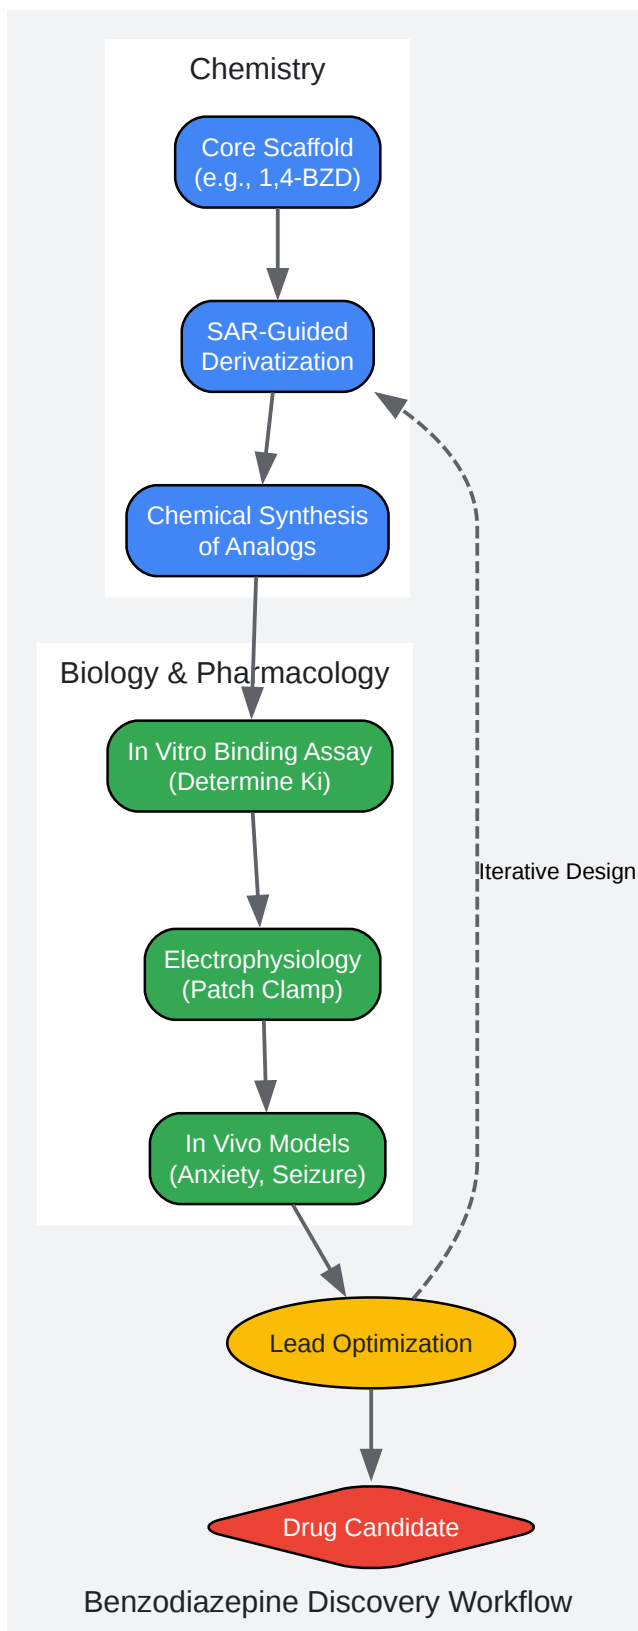 Chemistry
Core Scaffold
(e.g., 1,4-BZD)
SAR-Guided
Derivatization
Chemical Synthesis
of Analogs
Biology & Pharmacology
In Vitro Binding Assay
(Determine Ki)
Iterative Design
Electrophysiology
(Patch Clamp)
In Vivo Models
(Anxiety, Seizure)
Lead Optimization
Drug Candidate
Benzodiazepine Discovery Workflow